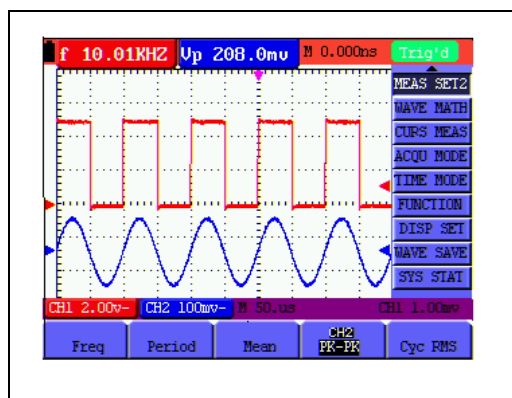 f 10.01KHZ Vp 208.0mv M 0.000ns Trig'd
MEAS SET2
WAVE MATH
CURS MEAS
ACQU MODE
TIME MODE
FUNCTION
DISP SET
WAVE SAVE
SYS STAT
CH1 2.00v- CH2 100mv- M 50.us CH1 1.00mv
Freq Period Mean CH2 PK-PK Cyc RMS